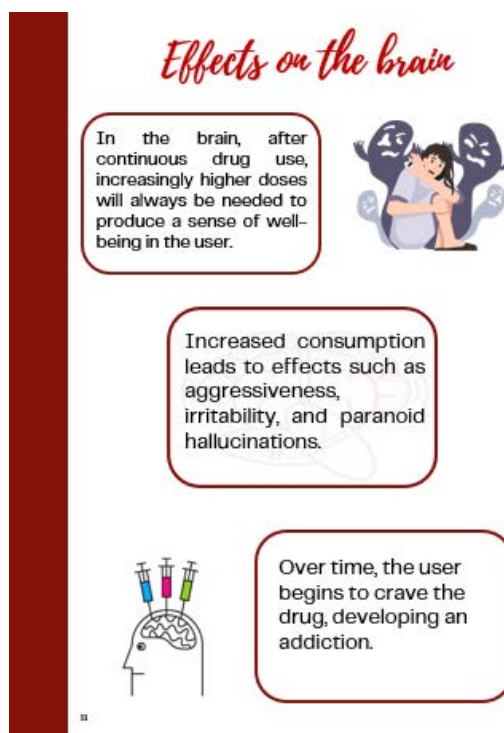 Effects on the brain
In the brain, after
continuous drug use,
increasingly higher doses
will always be needed to
produce a sense of well-
being in the user.
Increased consumption
leads to effects such as
aggressiveness,
irritability, and paranoid
hallucinations.
Over time, the user
begins to crave the
drug, developing an
addiction.
11